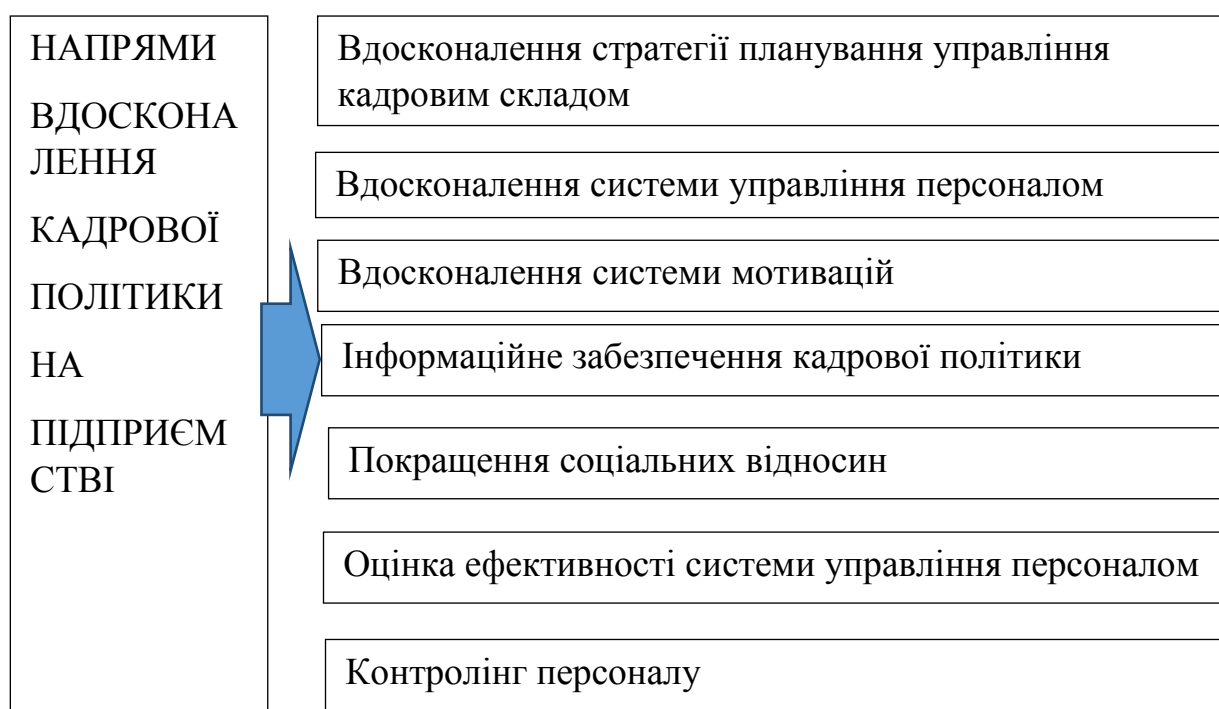 НАПРЯМИ
ВДОСКОНА
ЛЕННЯ
КАДРОВОЇ
ПОЛІТИКИ
НА
ПІДПРИЄМ
СТВІ
Вдосконалення стратегії планування управління
кадровим складом
Вдосконалення системи управління персоналом
Вдосконалення системи мотивацій
Інформаційне забезпечення кадрової політики
Покращення соціальних відносин
Оцінка ефективності системи управління персоналом
Контролінг персоналу